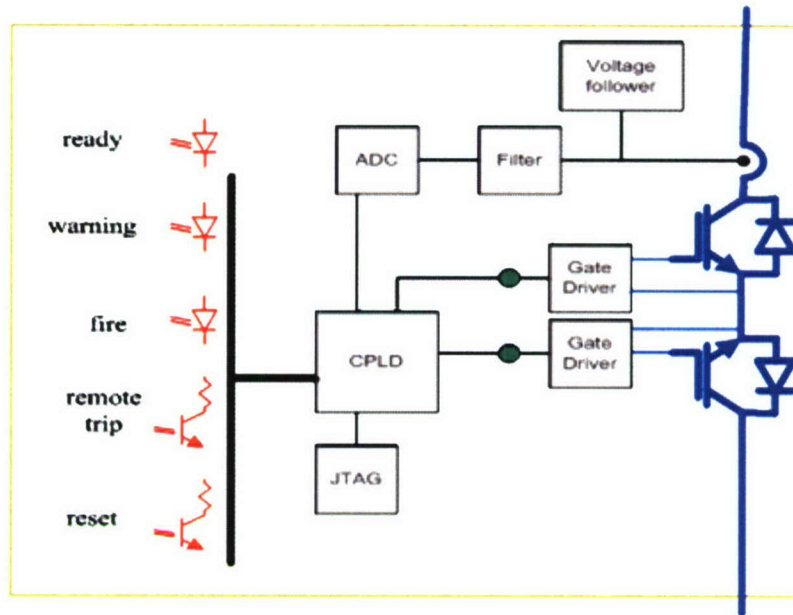 Voltage
follower
ready
ADC
Filter
warning
Gate
Driver
fire
CPLD
Gate
Driver
remote
trip
JTAG
reset